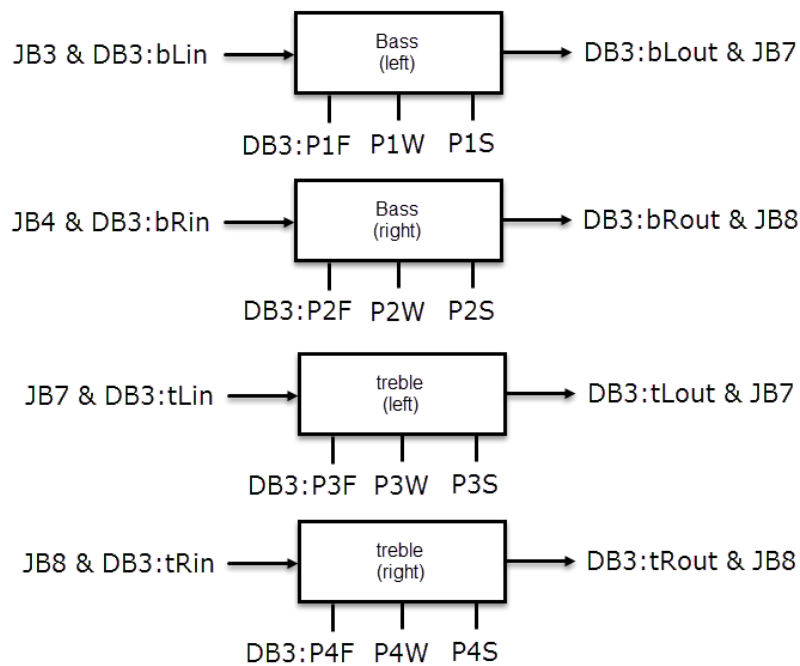 JB3 & DB3:bLin
Bass
(left)
DB3:bLout & JB7
DB3:P1F P1W P1S
JB4 & DB3:bRin
Bass
(right)
DB3:bRout & JB8
DB3:P2F P2W P2S
JB7 & DB3:tLin
treble
(left)
DB3:tLout & JB7
DB3:P3F P3W P3S
JB8 & DB3:tRin
treble
(right)
DB3:tRout & JB8
DB3:P4F P4W P4S